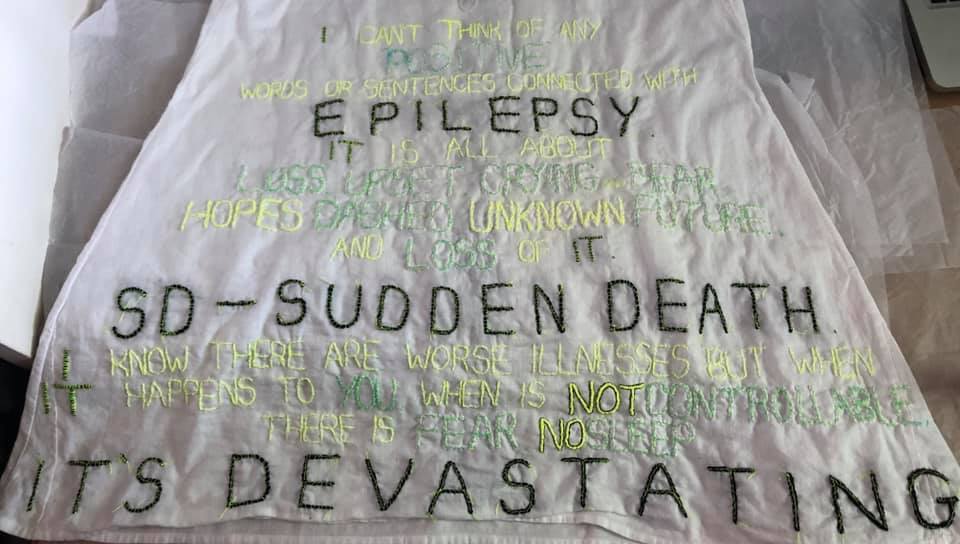 I CAN'T THINK OF ANY
POSITIVE
WORDS OR SENTENCES CONNECTED WITH
EPILEPSY.
IT IS ALL ABOUT
LOSS UPSET CRYING FEAR
HOPES DASHED UNKNOWN FUTURE.
AND LOSS OF IT.
SD – SUDDEN DEATH.
I KNOW THERE ARE WORSE ILLNESSES BUT WHEN
IT HAPPENS TO YOU WHEN IS NOT CONTROLLABLE,
THERE IS FEAR NO SLEEP
IT'S DEVASTATING